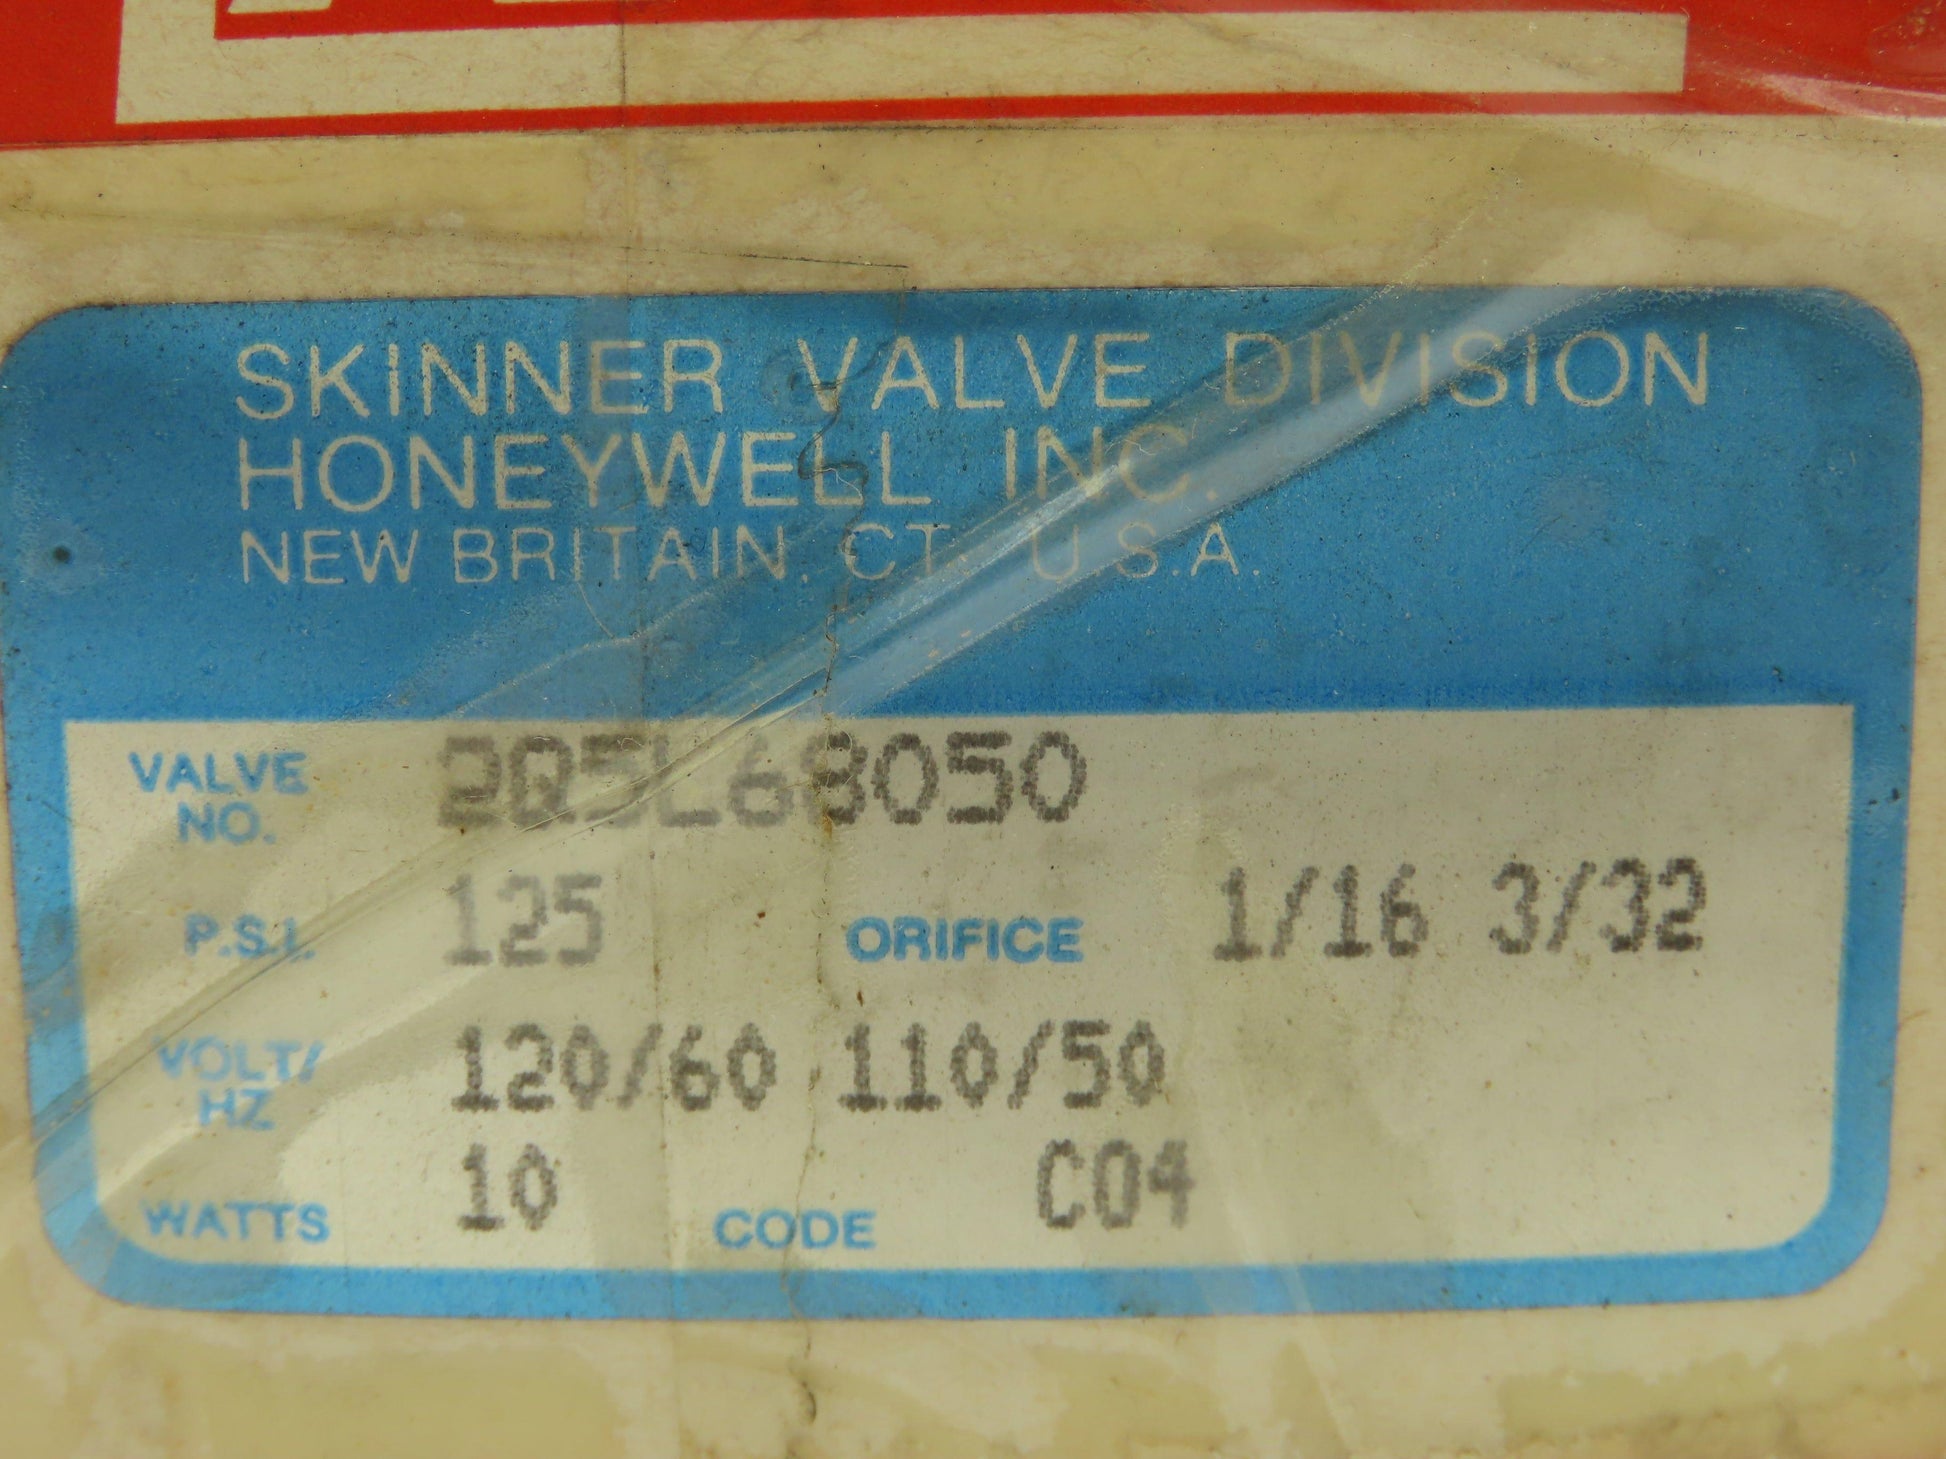 SKINNER VALVE DIVISION
HONEYWELL INC.
NEW BRITAIN, CT. U.S.A.
VALVE NO. 2Q5L68050
P.S.I. 125 ORIFICE 1/16 3/32
VOLT/HZ 120/60 110/50
WATTS 10 CODE C04